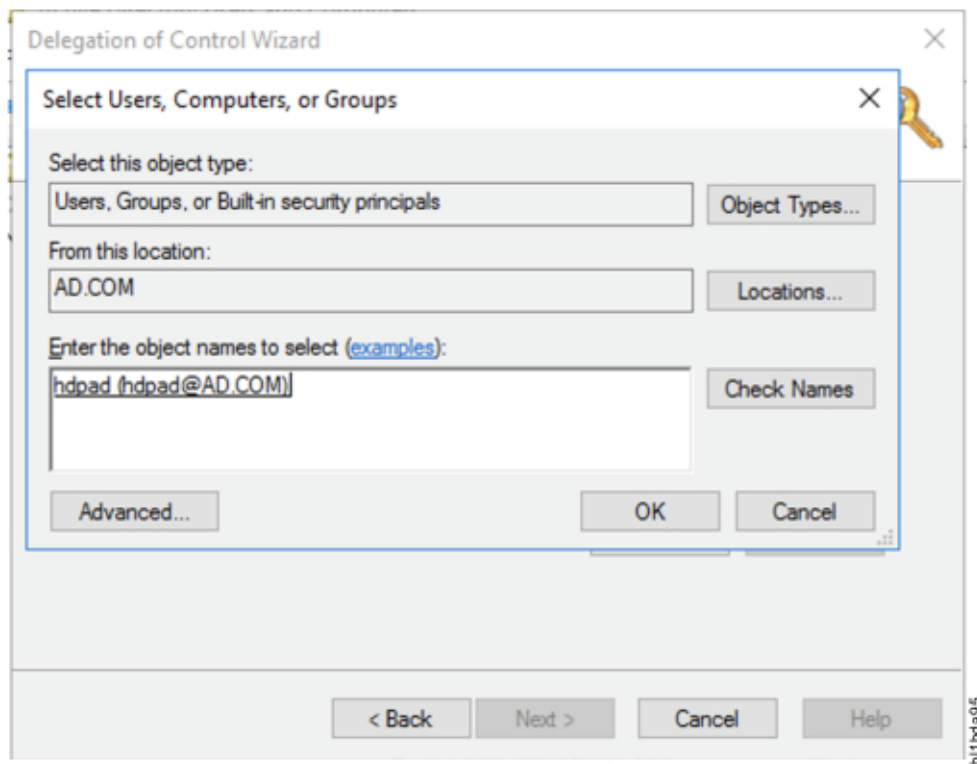 Delegation of Control Wizard
Select Users, Computers, or Groups
Select this object type:
Users, Groups, or Built-in security principals
Object Types...
From this location:
AD.COM
Locations...
Enter the object names to select (examples):
hdpad (hdpad@AD.COM)
Check Names
Advanced...
OK
Cancel
< Back
Next >
Cancel
Help